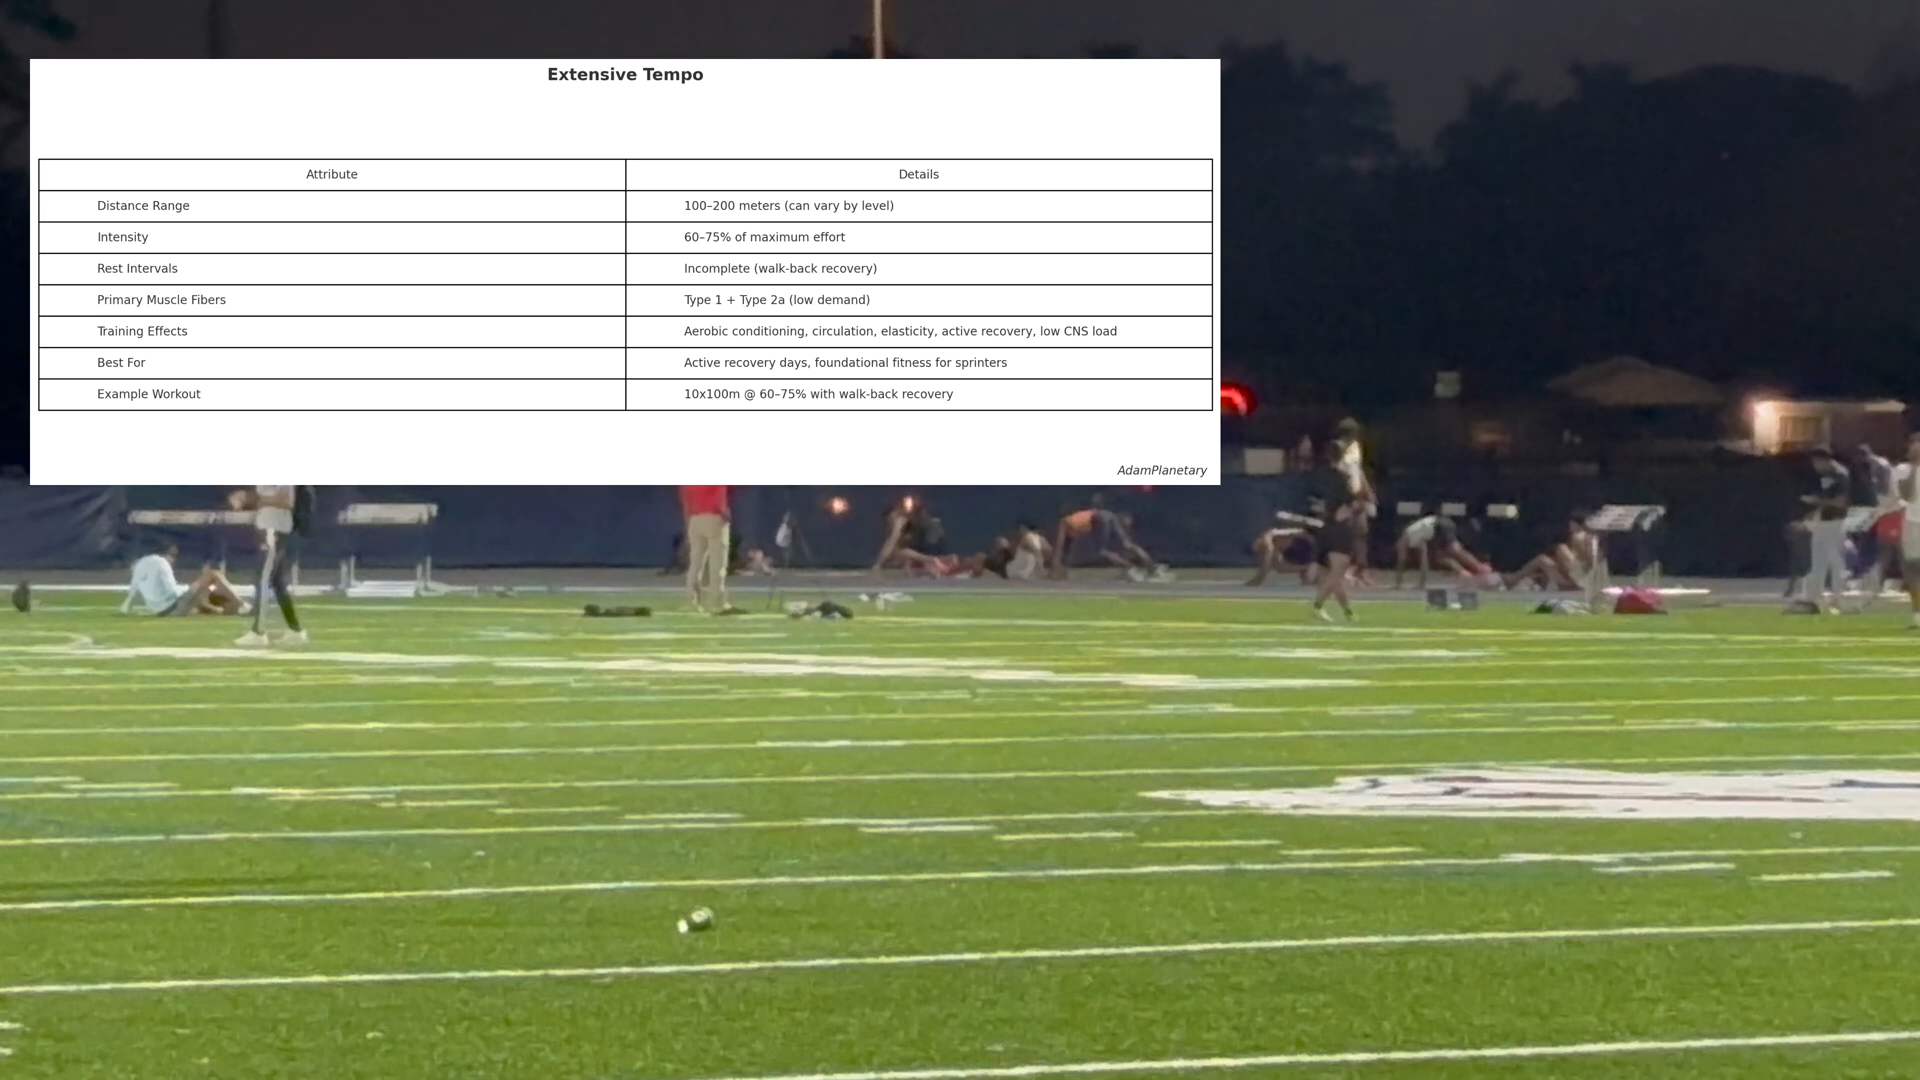 Extensive Tempo
Attribute Details
Distance Range 100–200 meters (can vary by level)
Intensity 60–75% of maximum effort
Rest Intervals Incomplete (walk-back recovery)
Primary Muscle Fibers Type 1 + Type 2a (low demand)
Training Effects Aerobic conditioning, circulation, elasticity, active recovery, low CNS load
Best For Active recovery days, foundational fitness for sprinters
Example Workout 10x100m @ 60–75% with walk-back recovery
AdamPlanetary